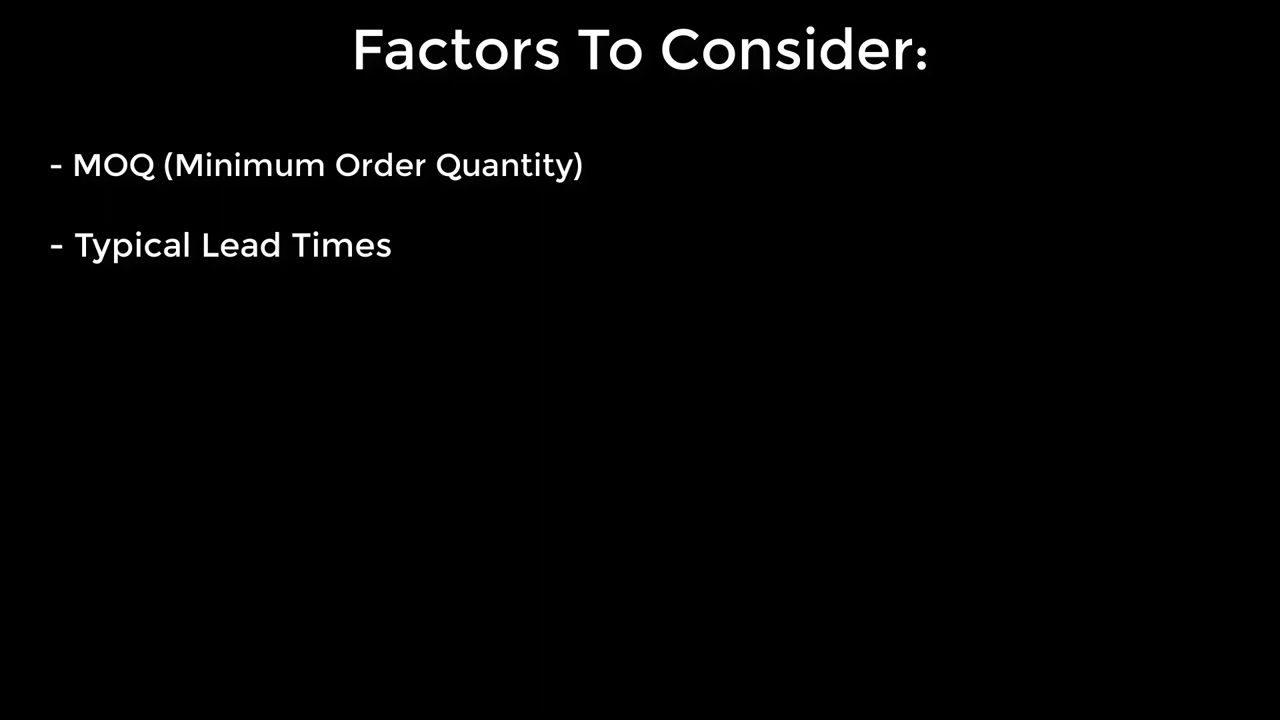 Factors To Consider:
- MOQ (Minimum Order Quantity)
- Typical Lead Times